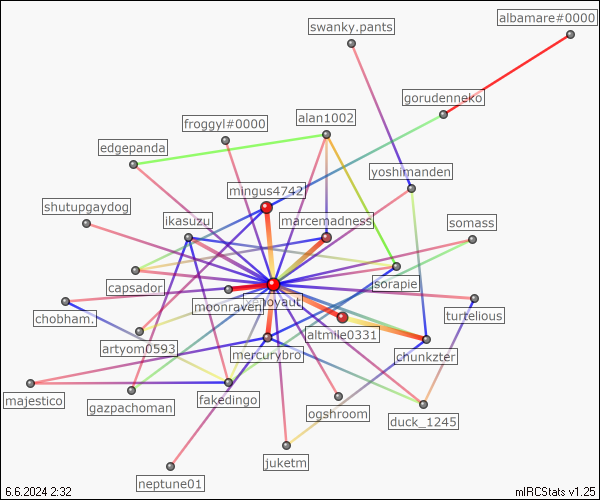 albamare#0000
swanky.pants
gorudenneko
alan1002
froggyl#0000
edgepanda
yoshimanden
mingus4742
shutupgaydog
ikasuzu
marcemadness
somass
capsador
sorapie
moonraven
chobham.
turtelious
altmile0331
artyom0593
mercurybro
chunkzter
majestico
fakedingo
gazpachoman
ogshroom
duck_1245
juketm
neptune01
6.6.2024 2:32
mIRCStats v1.25